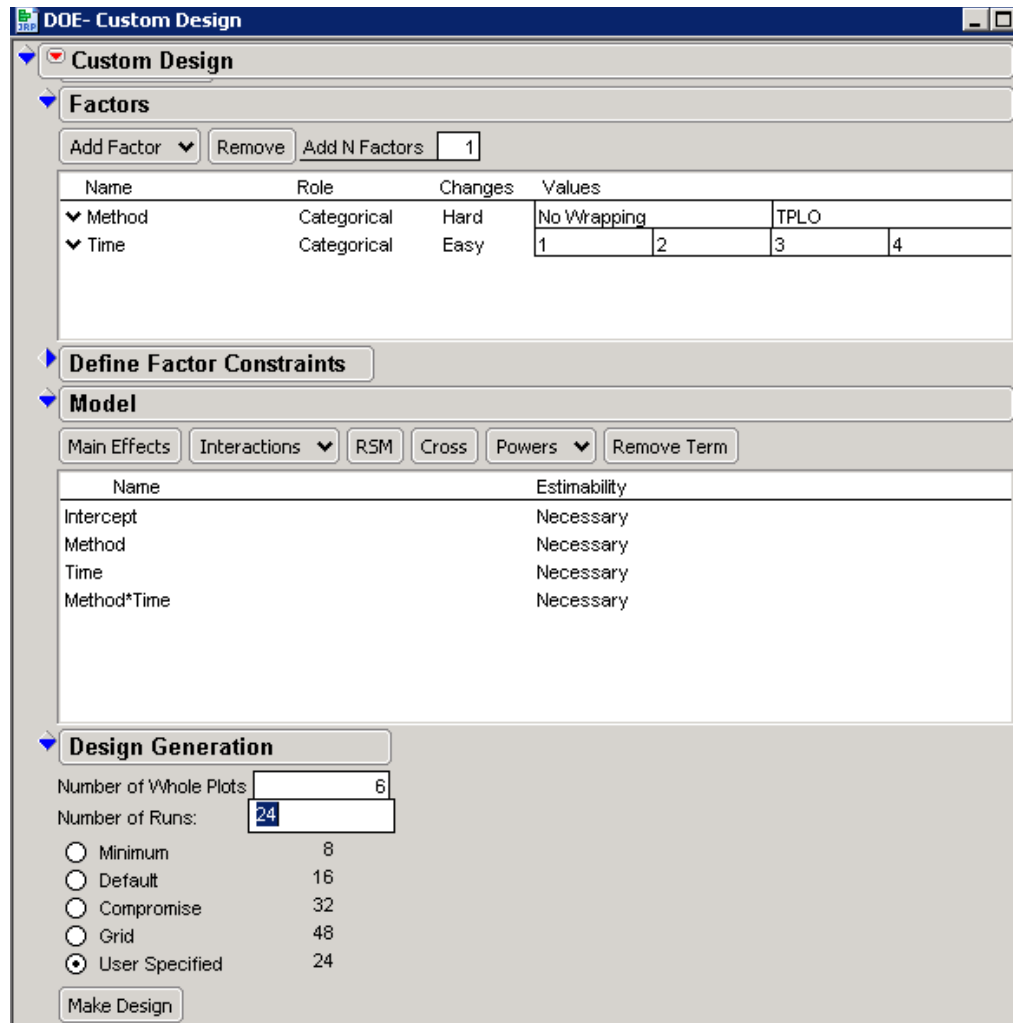 DOE- Custom Design
Custom Design
Factors
Add Factor Remove Add N Factors 1
Name Role Changes Values
Method Categorical Hard No Wrapping TPLO
Time Categorical Easy 1 2 3 4
Define Factor Constraints
Model
Main Effects Interactions RSM Cross Powers Remove Term
Name Estimability
Intercept Necessary
Method Necessary
Time Necessary
Method*Time Necessary
Design Generation
Number of Whole Plots 6
Number of Runs: 24
Minimum 8
Default 16
Compromise 32
Grid 48
User Specified 24
Make Design